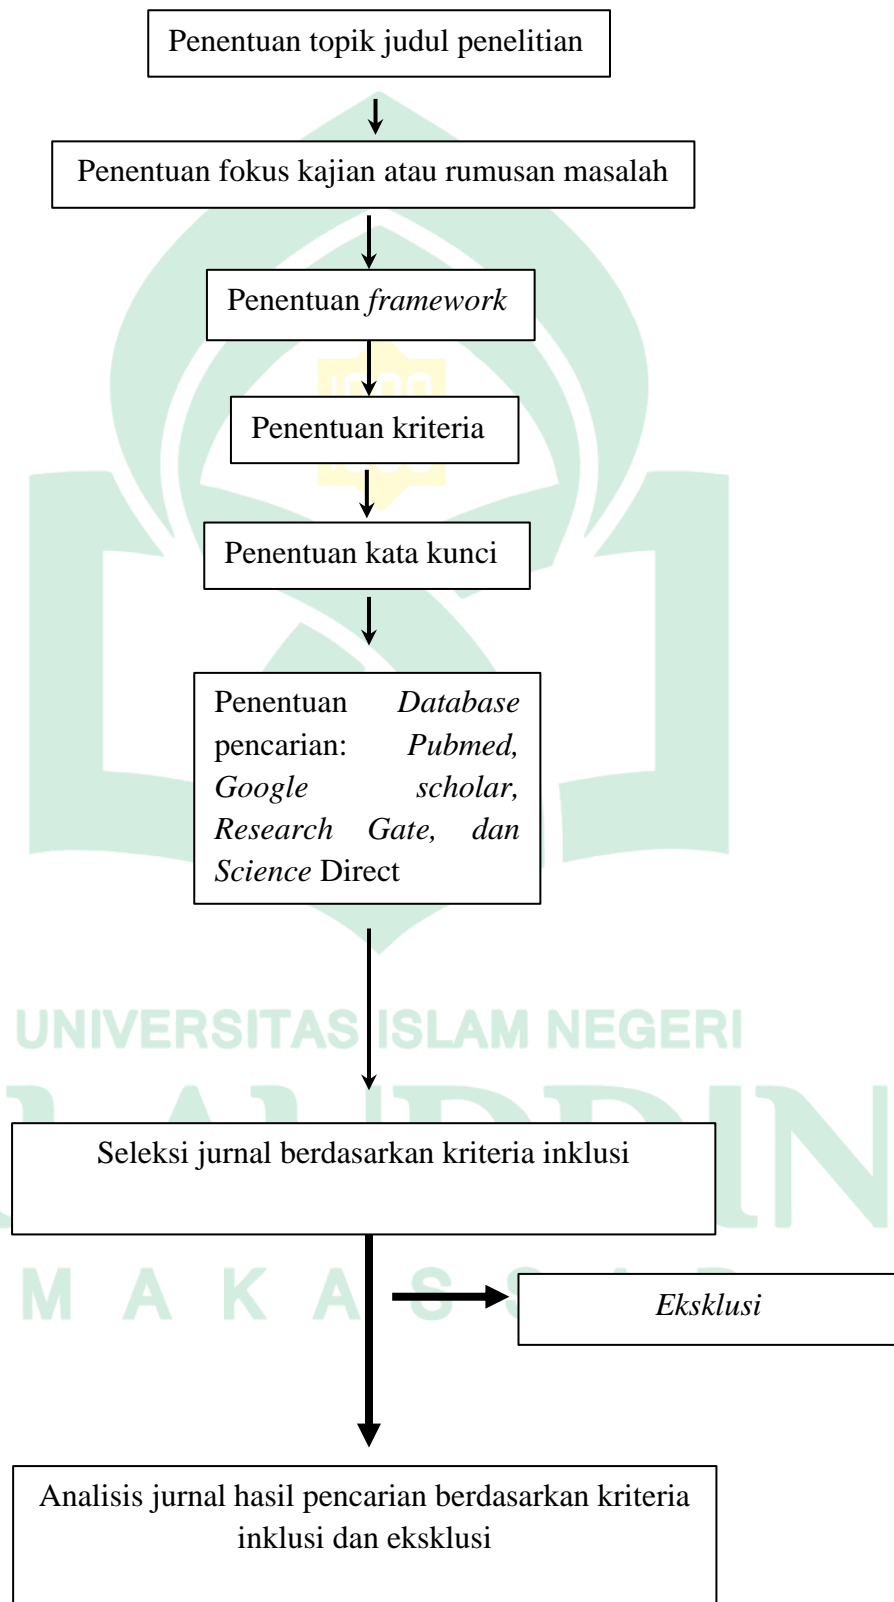 Penentuan topik judul penelitian
Penentuan fokus kajian atau rumusan masalah
Penentuan framework
Penentuan kriteria
Penentuan kata kunci
Penentuan Database
pencarian: Pubmed,
Google scholar,
Research Gate, dan
Science Direct
UNIVERSITAS ISLAM NEGERI
Seleksi jurnal berdasarkan kriteria inklusi
Eksklusi
Analisis jurnal hasil pencarian berdasarkan kriteria
inklusi dan eksklusi